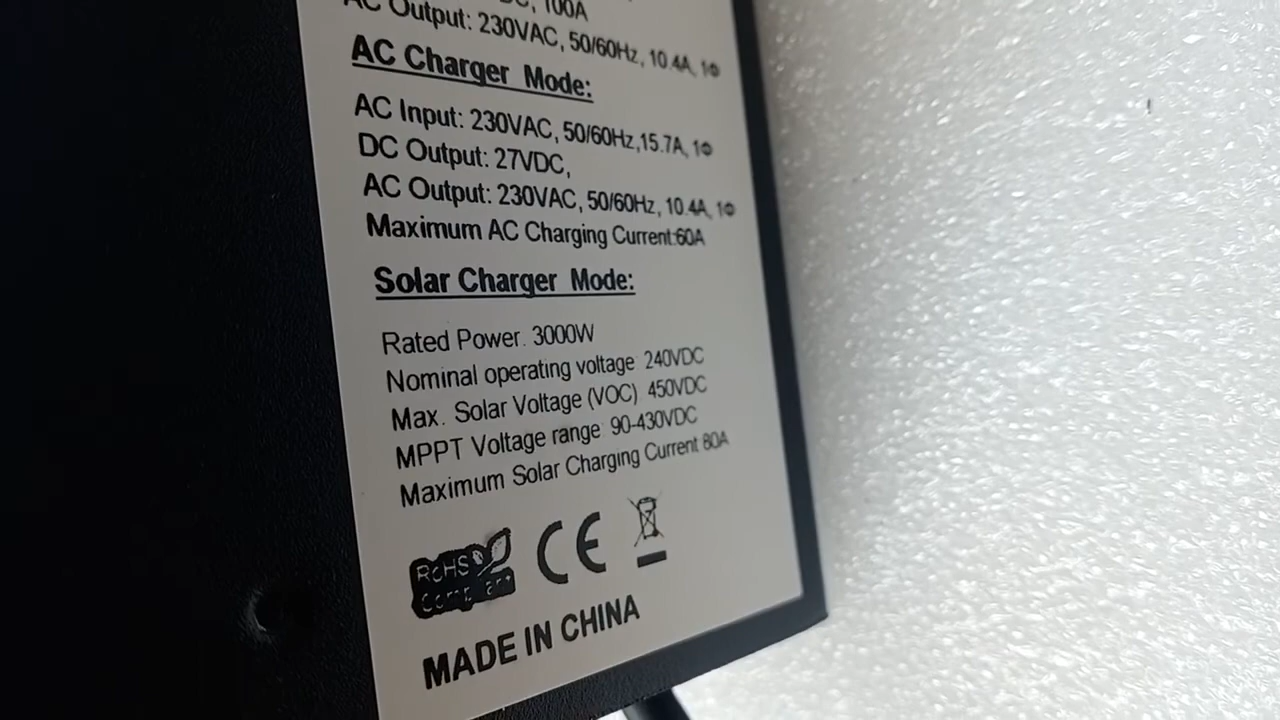 DC, 100A
AC Output: 230VAC, 50/60Hz, 10.4A, 1Φ
AC Charger Mode:
AC Input: 230VAC, 50/60Hz,15.7A, 1Φ
DC Output: 27VDC,
AC Output: 230VAC, 50/60Hz, 10.4A, 1Φ
Maximum AC Charging Current:60A
Solar Charger Mode:
Rated Power. 3000W
Nominal operating voltage 240VDC
Max. Solar Voltage (VOC) 450VDC
MPPT Voltage range 90-430VDC
Maximum Solar Charging Current 80A
RoHS
CE
MADE IN CHINA